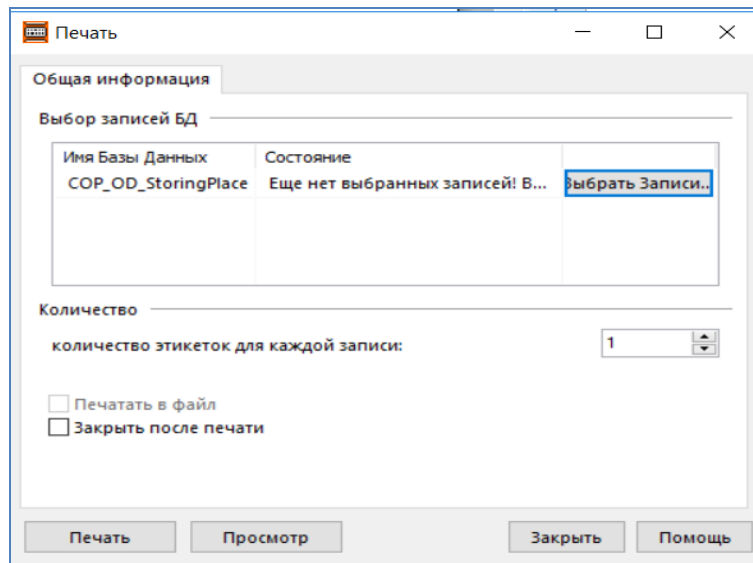 Печать
Общая информация
Выбор записей БД
Имя Базы Данных Состояние
COP_OD_StoringPlace Еще нет выбранных записей! В... Выбрать Записи..
Количество
количество этикеток для каждой записи: 1
Печатать в файл
Закрыть после печати
Печать Просмотр Закрыть Помощь